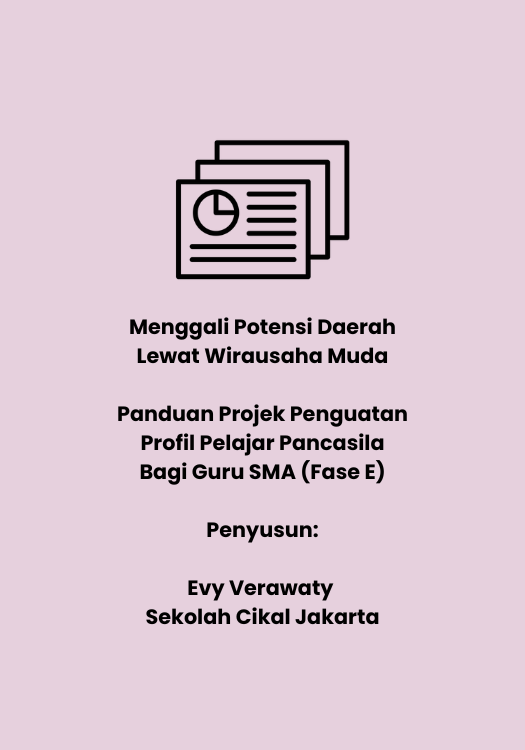 Menggali Potensi Daerah
Lewat Wirausaha Muda
Panduan Projek Penguatan
Profil Pelajar Pancasila
Bagi Guru SMA (Fase E)
Penyusun:
Evy Verawaty
Sekolah Cikal Jakarta